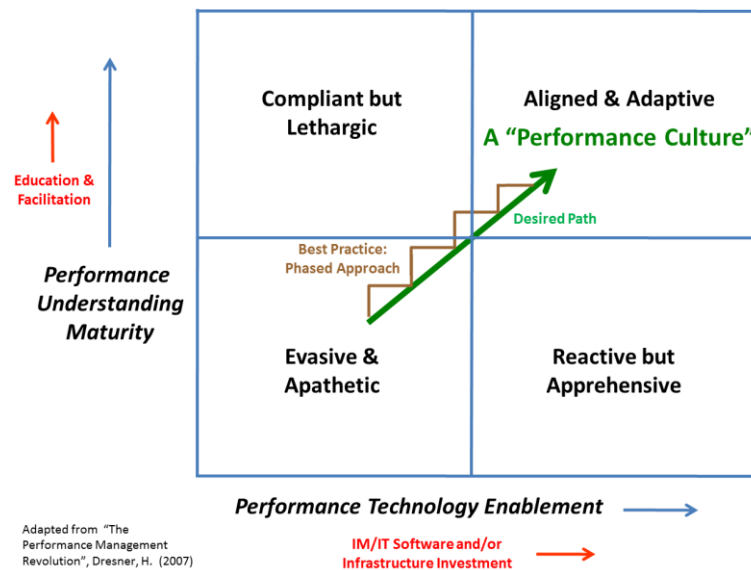 Compliant but
Lethargic
Aligned & Adaptive
A “Performance Culture”
Education &
Facilitation
Desired Path
Best Practice:
Phased Approach
Performance
Understanding
Maturity
Evasive &
Apathetic
Reactive but
Apprehensive
Performance Technology Enablement
Adapted from “The
Performance Management
Revolution”, Dresner, H. (2007)
IM/IT Software and/or
Infrastructure Investment